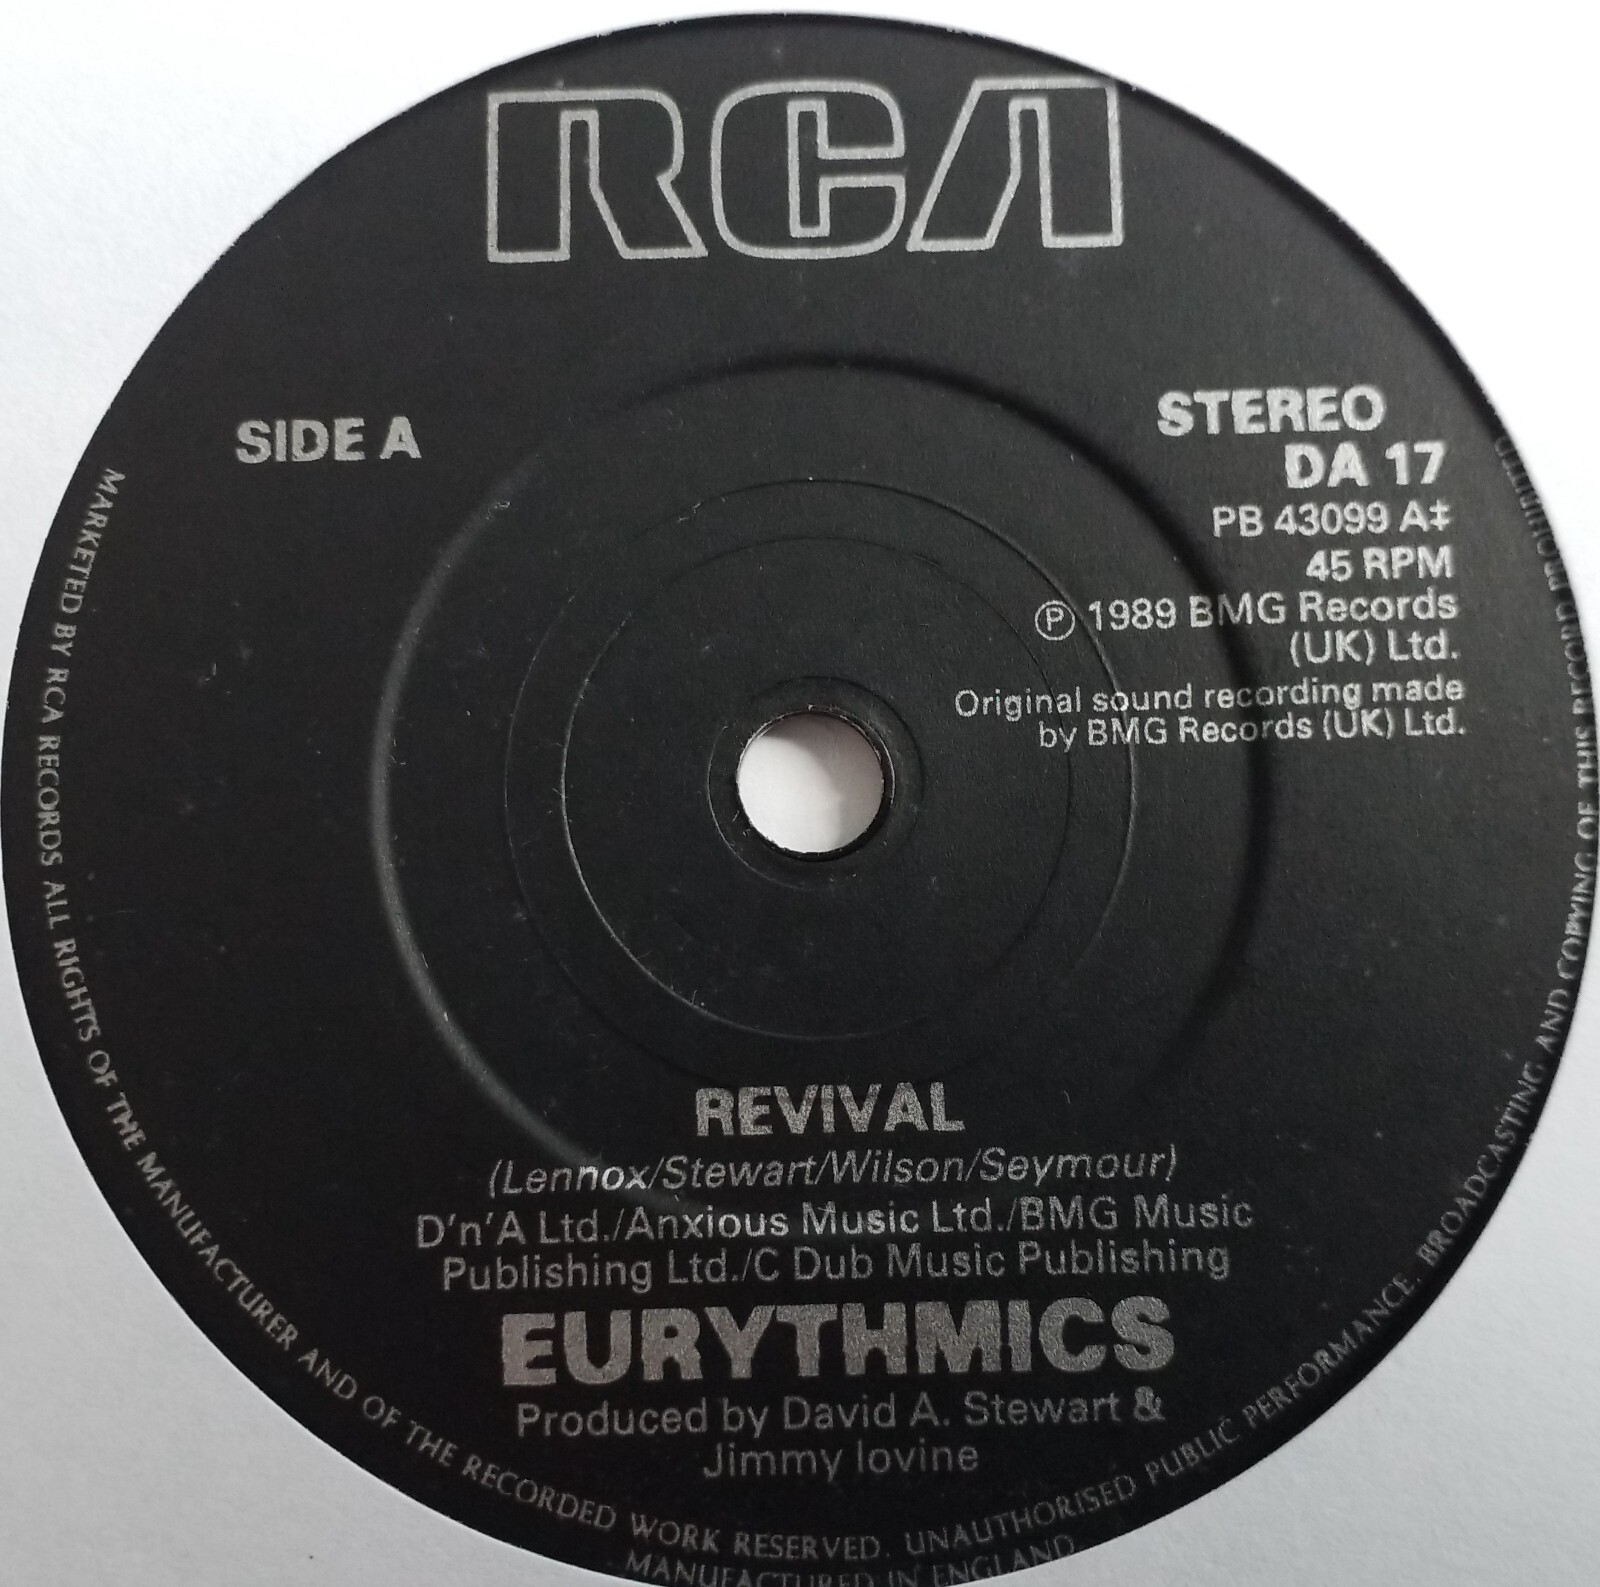 RCA
SIDE A
STEREO
DA 17
PB 43099 A‡
45 RPM
Ⓟ 1989 BMG Records
(UK) Ltd.
Original sound recording made
by BMG Records (UK) Ltd.
REVIVAL
(Lennox/Stewart/Wilson/Seymour)
D'n'A Ltd./Anxious Music Ltd./BMG Music
Publishing Ltd./C Dub Music Publishing
EURYTHMICS
Produced by David A. Stewart &
Jimmy Iovine
MARKETED BY RCA RECORDS ALL RIGHTS OF THE MANUFACTURER AND OF THE RECORDED WORK RESERVED. UNAUTHORISED PUBLIC PERFORMANCE. BROADCASTING AND COPYING OF THIS RECORD PROHIBITED
MANUFACTURED IN ENGLAND